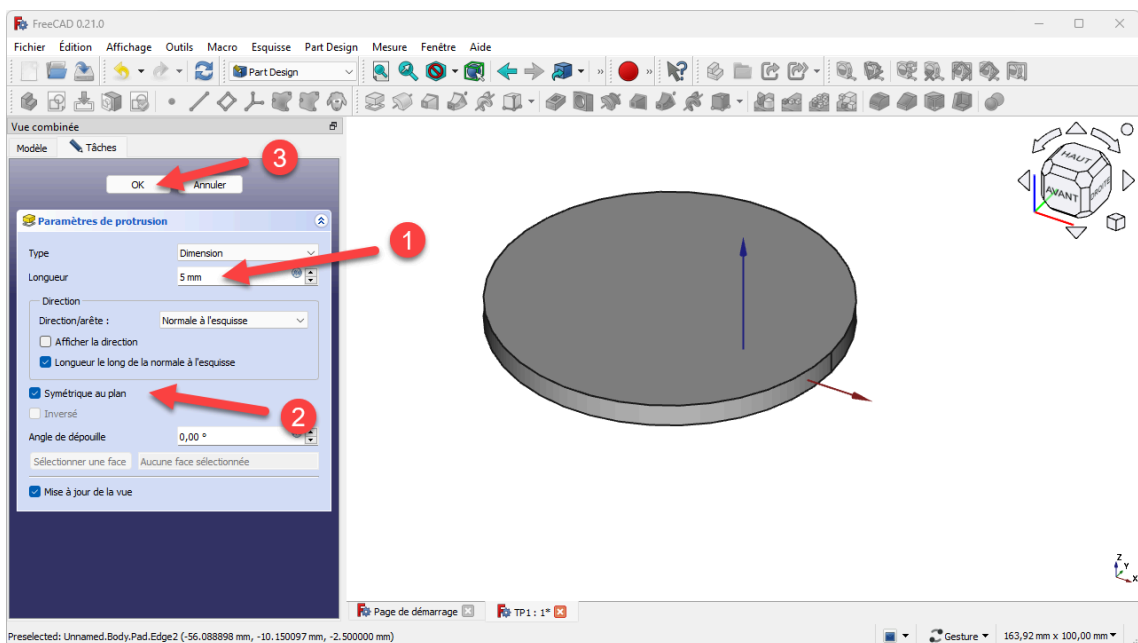 FreeCAD 0.21.0
Fichier Édition Affichage Outils Macro Esquisse Part Design Mesure Fenêtre Aide
Part Design
Vue combinée
Modèle Tâches
3
OK Annuler
Paramètres de protrusion
1
Type Dimension
Longueur 5 mm
Direction
Direction/arête : Normale à l'esquisse
Afficher la direction
Longueur le long de la normale à l'esquisse
Symétrique au plan
Inversé
2
Angle de dépouille 0,00 °
Sélectionner une face Aucune face sélectionnée
Mise à jour de la vue
HAUT
AVANT
DROITE
Z
Y
X
Page de démarrage TP1 : 1*
Preselected: Unnamed.Body.Pad.Edge2 (-56.088898 mm, -10.150097 mm, -2.500000 mm) Gesture 163,92 mm x 100,00 mm